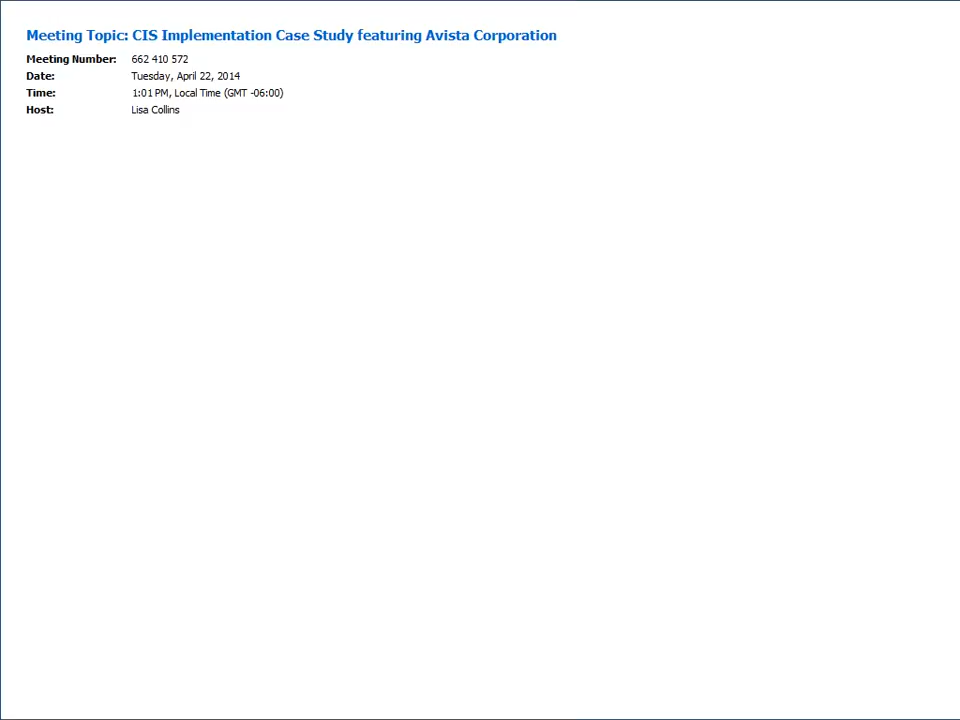 Meeting Topic: CIS Implementation Case Study featuring Avista Corporation
Meeting Number: 662 410 572
Date: Tuesday, April 22, 2014
Time: 1:01 PM, Local Time (GMT -06:00)
Host: Lisa Collins